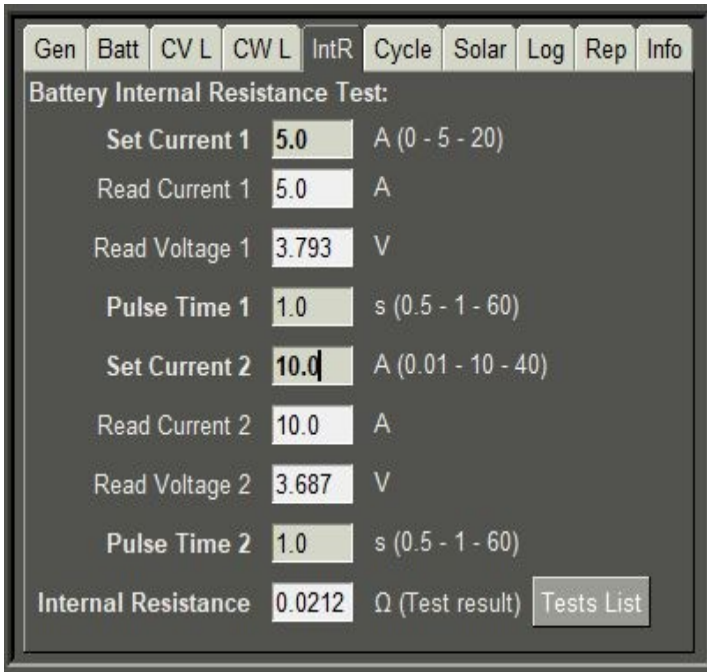 Gen Batt CV L CW L IntR Cycle Solar Log Rep Info
Battery Internal Resistance Test:
Set Current 1 5.0 A (0 - 5 - 20)
Read Current 1 5.0 A
Read Voltage 1 3.793 V
Pulse Time 1 1.0 s (0.5 - 1 - 60)
Set Current 2 10.0 A (0.01 - 10 - 40)
Read Current 2 10.0 A
Read Voltage 2 3.687 V
Pulse Time 2 1.0 s (0.5 - 1 - 60)
Internal Resistance 0.0212 Ω (Test result) Tests List